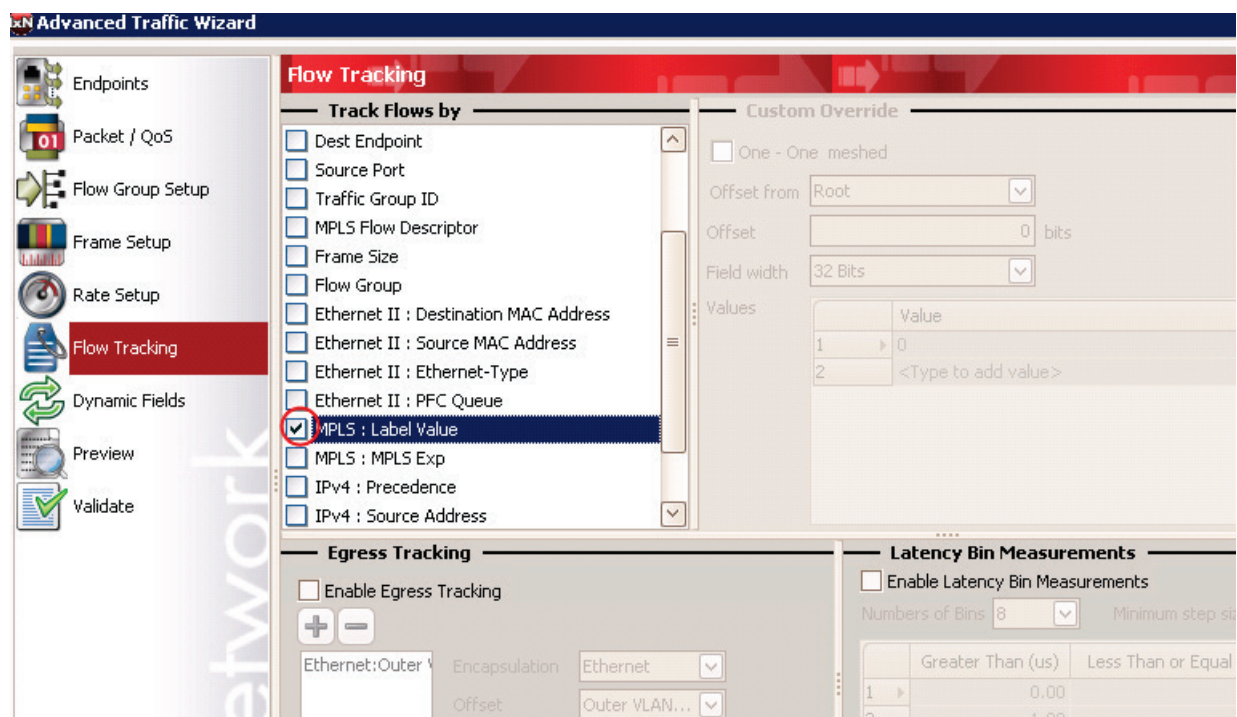 IxN Advanced Traffic Wizard
Endpoints
Packet / QoS
Flow Group Setup
Frame Setup
Rate Setup
Flow Tracking
Dynamic Fields
Preview
Validate
etwork
Flow Tracking
Track Flows by
Dest Endpoint
Source Port
Traffic Group ID
MPLS Flow Descriptor
Frame Size
Flow Group
Ethernet II : Destination MAC Address
Ethernet II : Source MAC Address
Ethernet II : Ethernet-Type
Ethernet II : PFC Queue
MPLS : Label Value
MPLS : MPLS Exp
IPv4 : Precedence
IPv4 : Source Address
Custom Override
One - One meshed
Offset from Root
Offset 0 bits
Field width 32 Bits
Values
Value
1 0
2 <Type to add value>
Egress Tracking
Enable Egress Tracking
Ethernet:Outer
Encapsulation Ethernet
Offset Outer VLAN...
Latency Bin Measurements
Enable Latency Bin Measurements
Numbers of Bins 8 Minimum step siz
Greater Than (us) Less Than or Equal
1 0.00